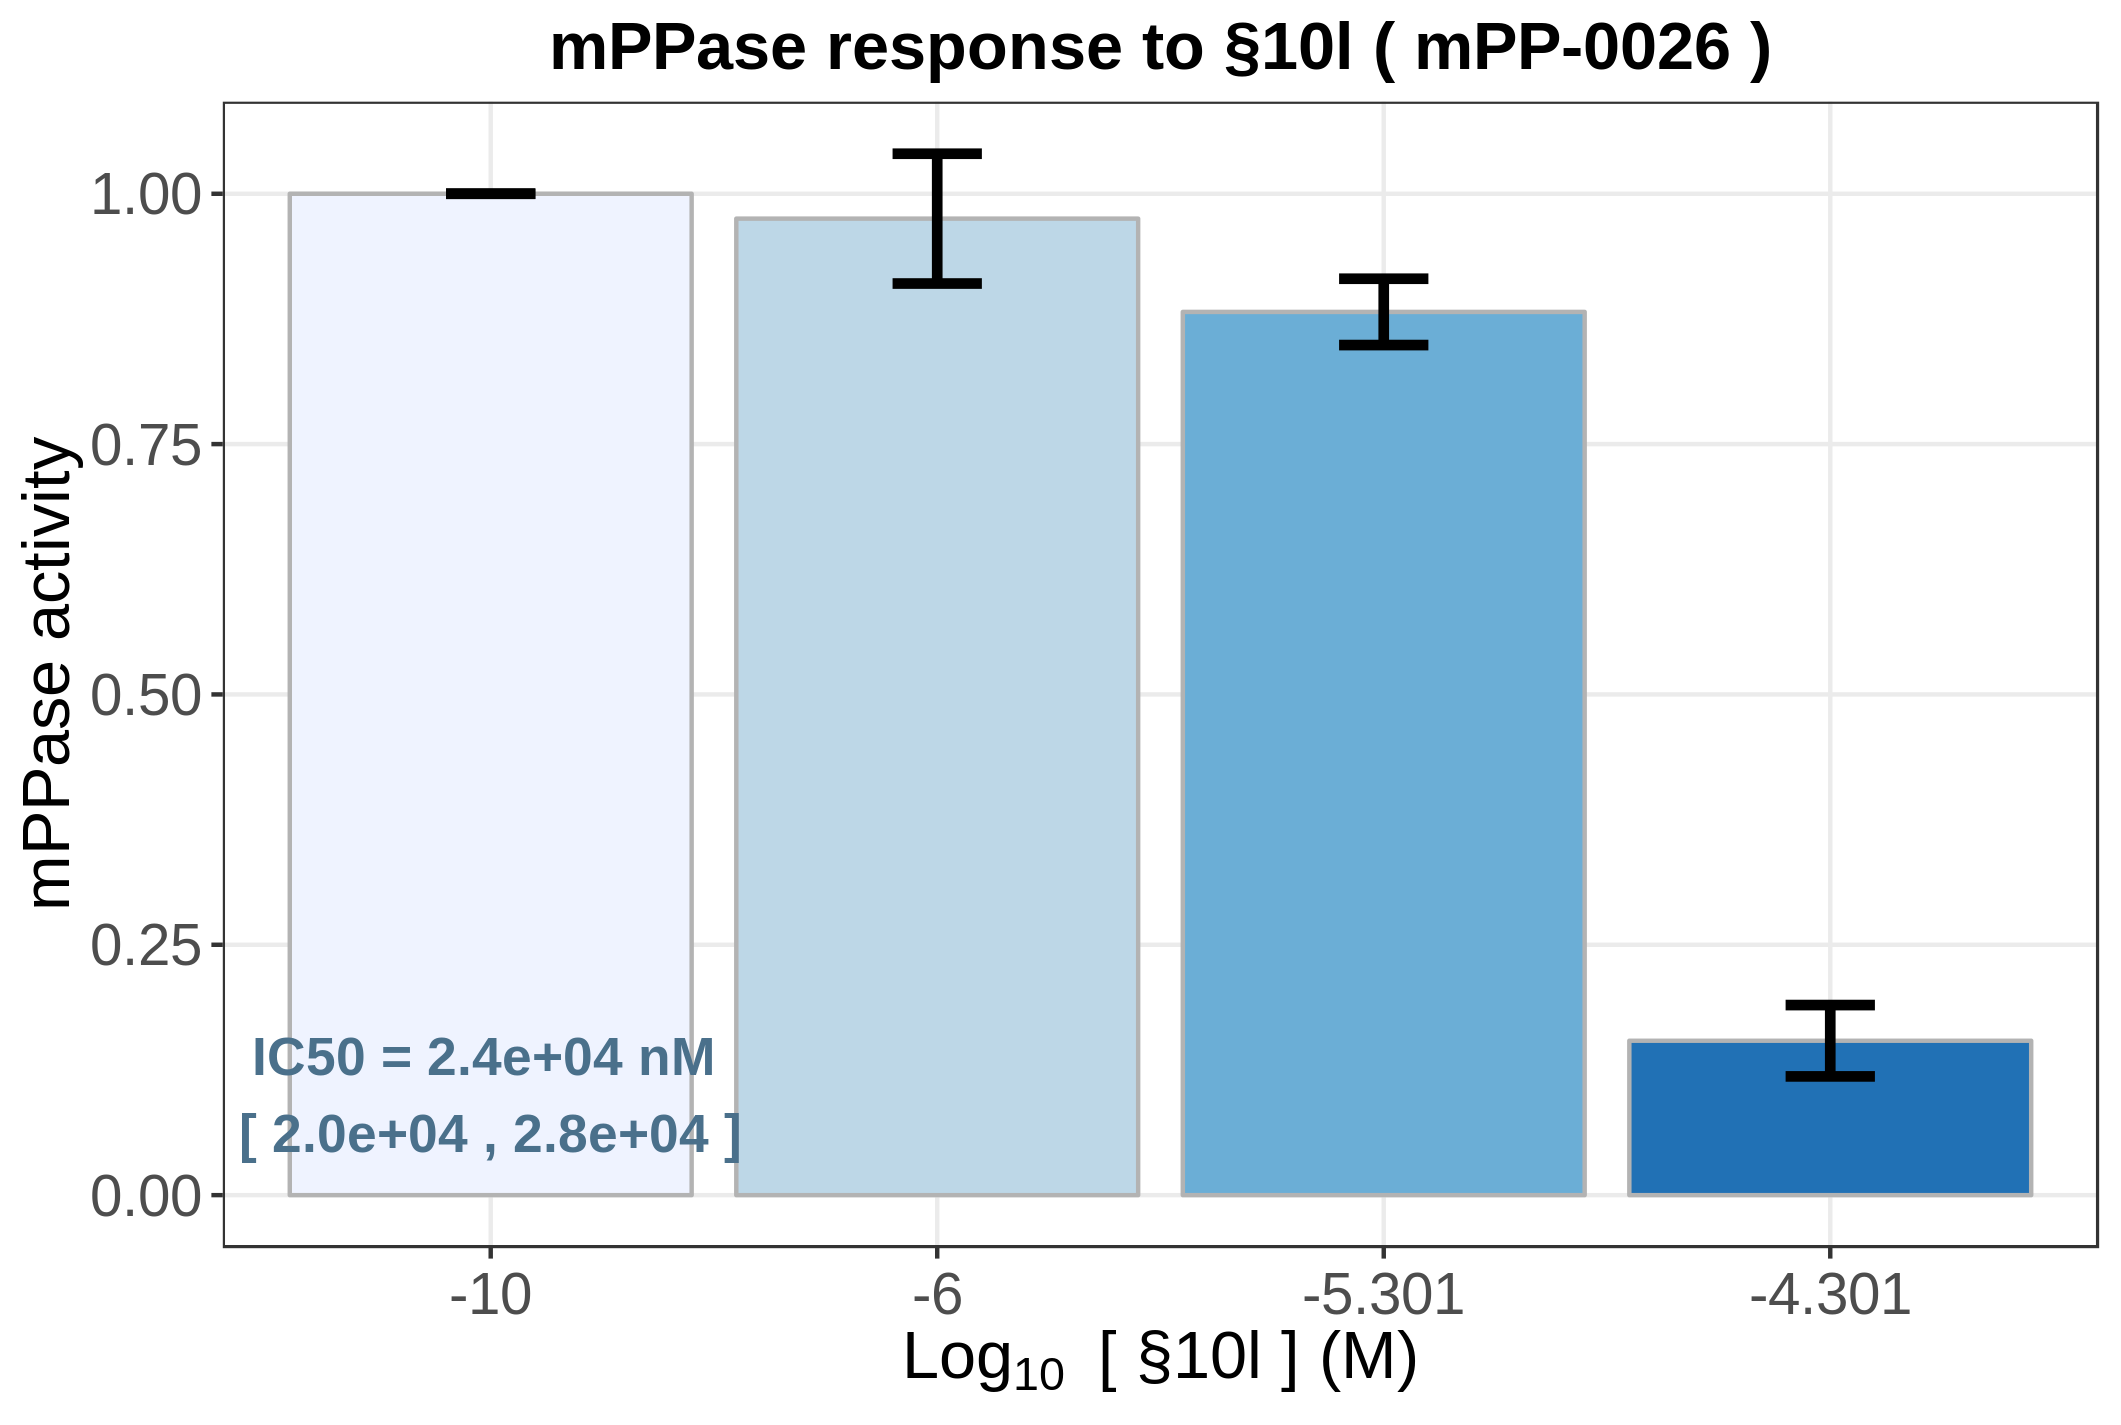 mPPase response to §10l ( mPP-0026 )
mPPase activity
1.00
0.75
0.50
0.25
0.00
IC50 = 2.4e+04 nM
[ 2.0e+04 , 2.8e+04 ]
-10
-6
-5.301
-4.301
Log10 [ §10l ] (M)